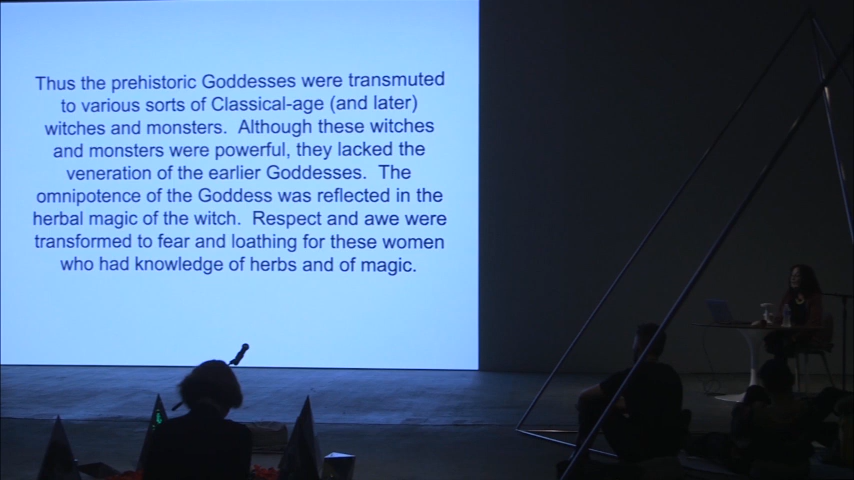 Thus the prehistoric Goddesses were transmuted
to various sorts of Classical-age (and later)
witches and monsters.  Although these witches
and monsters were powerful, they lacked the
veneration of the earlier Goddesses.  The
omnipotence of the Goddess was reflected in the
herbal magic of the witch.  Respect and awe were
transformed to fear and loathing for these women
who had knowledge of herbs and of magic.